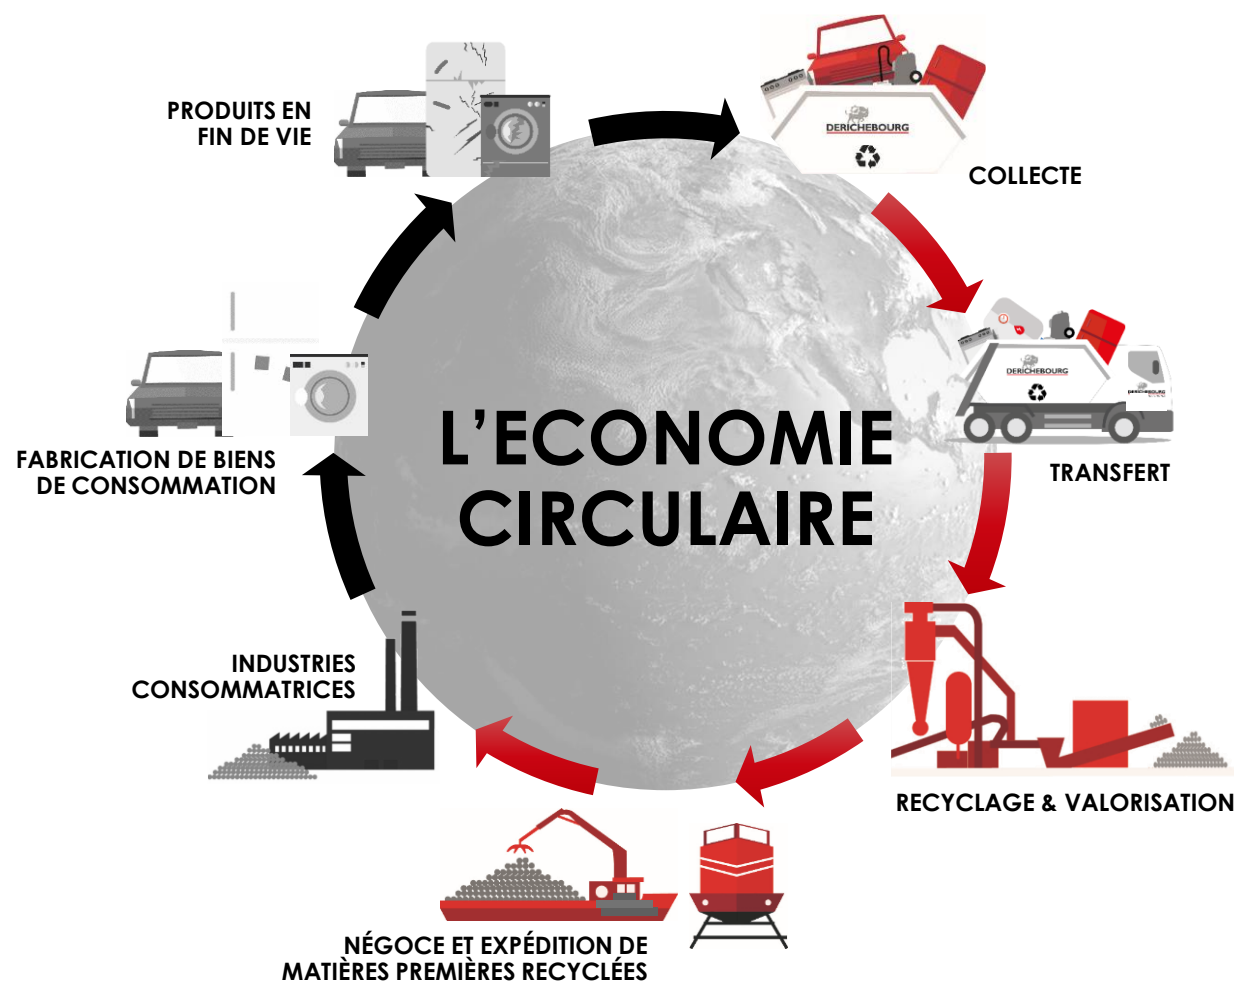 PRODUITS EN
FIN DE VIE
DERICHEBOURG
COLLECTE
DERICHEBOURG
DERICHEBOURG
TRANSFERT
L'ECONOMIE
CIRCULAIRE
FABRICATION DE BIENS
DE CONSOMMATION
INDUSTRIES
CONSOMMATRICES
RECYCLAGE & VALORISATION
NÉGOCE ET EXPÉDITION DE
MATIÈRES PREMIÈRES RECYCLÉES